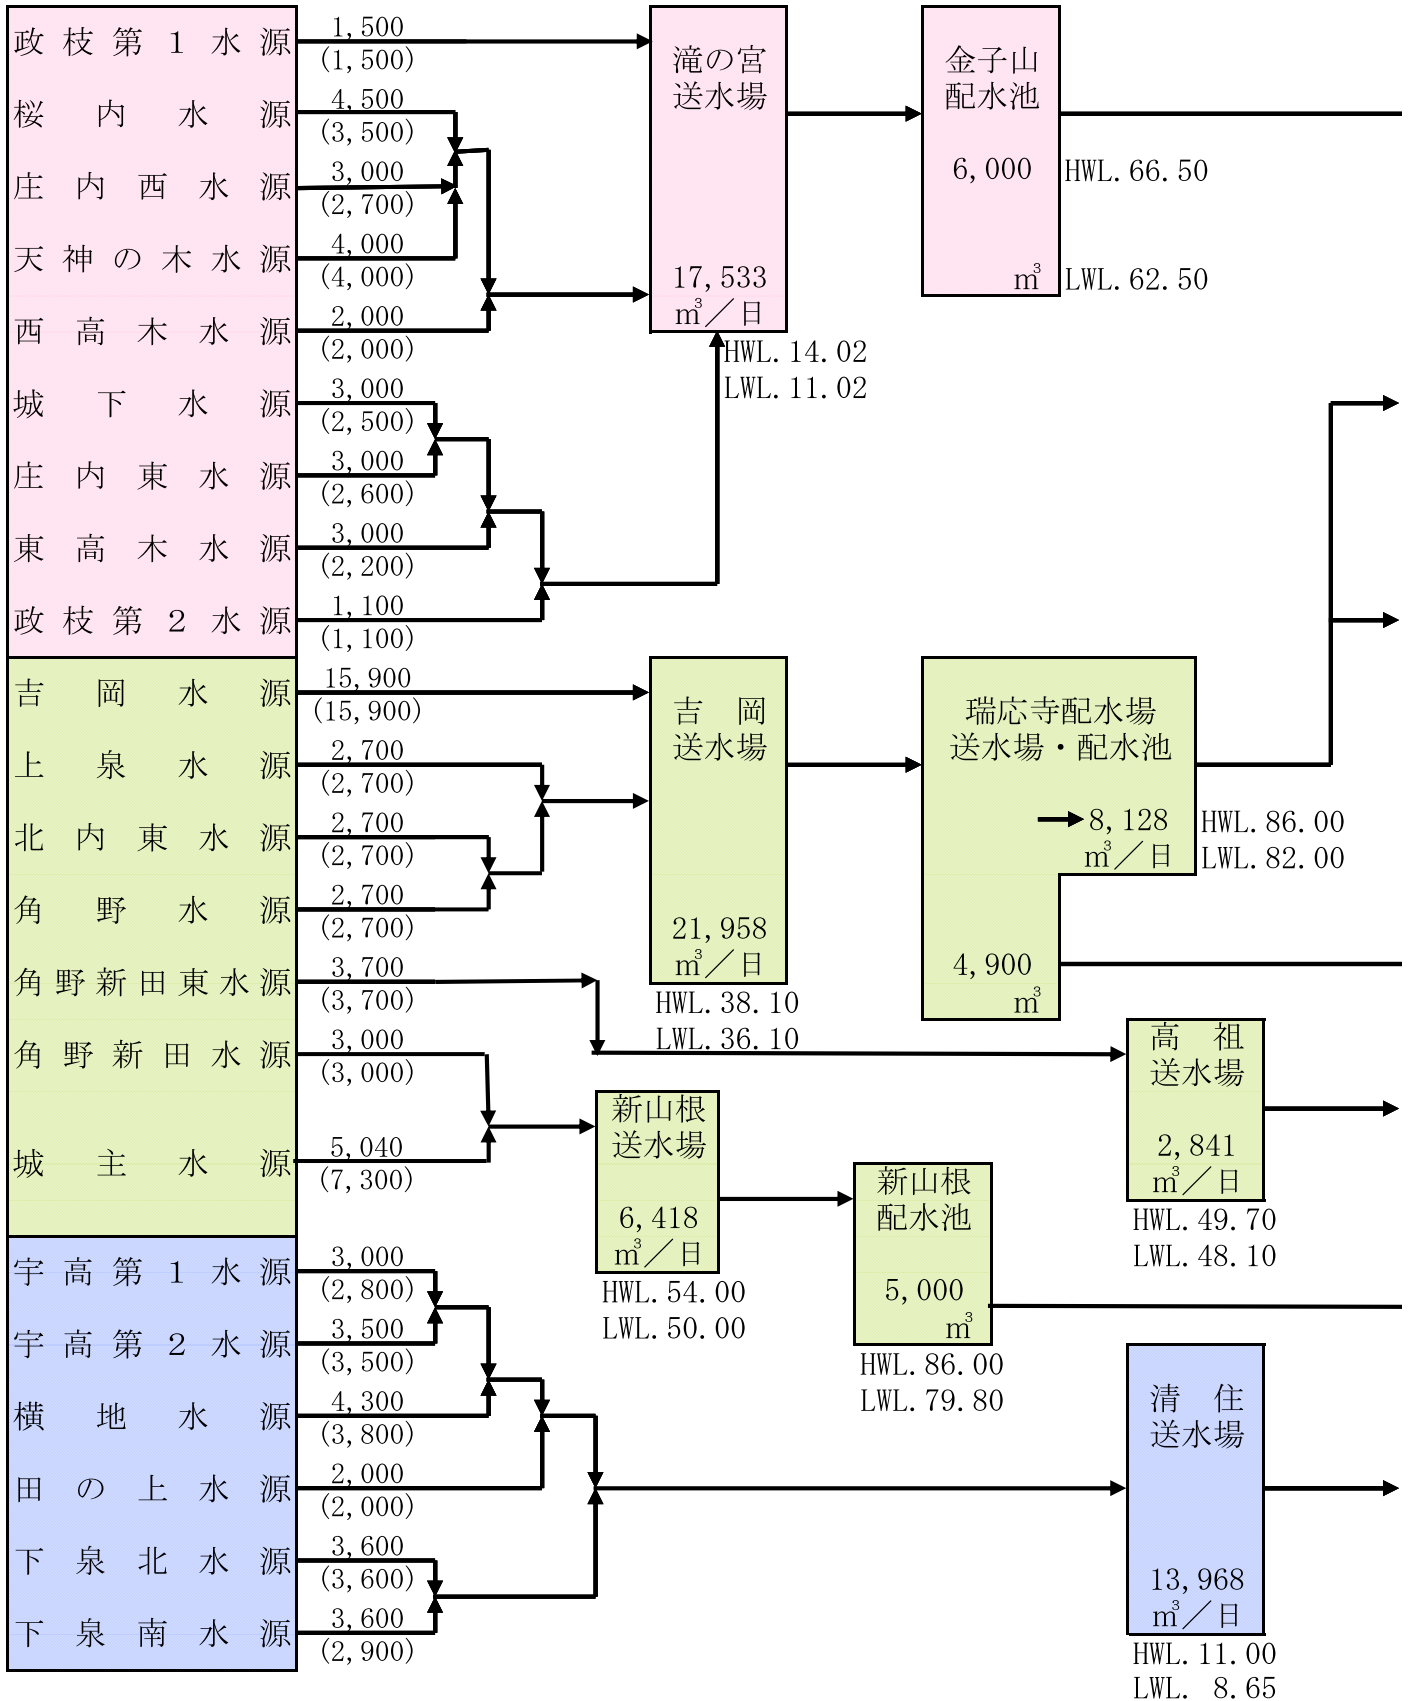 政枝第１水源
1,500
(1,500)
桜内水源
4,500
(3,500)
庄内西水源
3,000
(2,700)
天神の木水源
4,000
(4,000)
西高木水源
2,000
(2,000)
城下水源
3,000
(2,500)
庄内東水源
3,000
(2,600)
東高木水源
3,000
(2,200)
政枝第２水源
1,100
(1,100)
滝の宮
送水場
17,533
㎥／日
HWL.14.02
LWL.11.02
金子山
配水池
6,000
㎥
HWL.66.50
LWL.62.50
吉岡水源
15,900
(15,900)
上泉水源
2,700
(2,700)
北内東水源
2,700
(2,700)
角野水源
2,700
(2,700)
角野新田東水源
3,700
(3,700)
角野新田水源
3,000
(3,000)
城主水源
5,040
(7,300)
吉　岡
送水場
21,958
㎥／日
HWL.38.10
LWL.36.10
瑞応寺配水場
送水場・配水池
8,128
㎥／日
4,900
㎥
HWL.86.00
LWL.82.00
高　祖
送水場
2,841
㎥／日
HWL.49.70
LWL.48.10
新山根
送水場
6,418
㎥／日
HWL.54.00
LWL.50.00
新山根
配水池
5,000
㎥
HWL.86.00
LWL.79.80
宇高第１水源
3,000
(2,800)
宇高第２水源
3,500
(3,500)
横地水源
4,300
(3,800)
田の上水源
2,000
(2,000)
下泉北水源
3,600
(3,600)
下泉南水源
3,600
(2,900)
清　住
送水場
13,968
㎥／日
HWL.11.00
LWL. 8.65